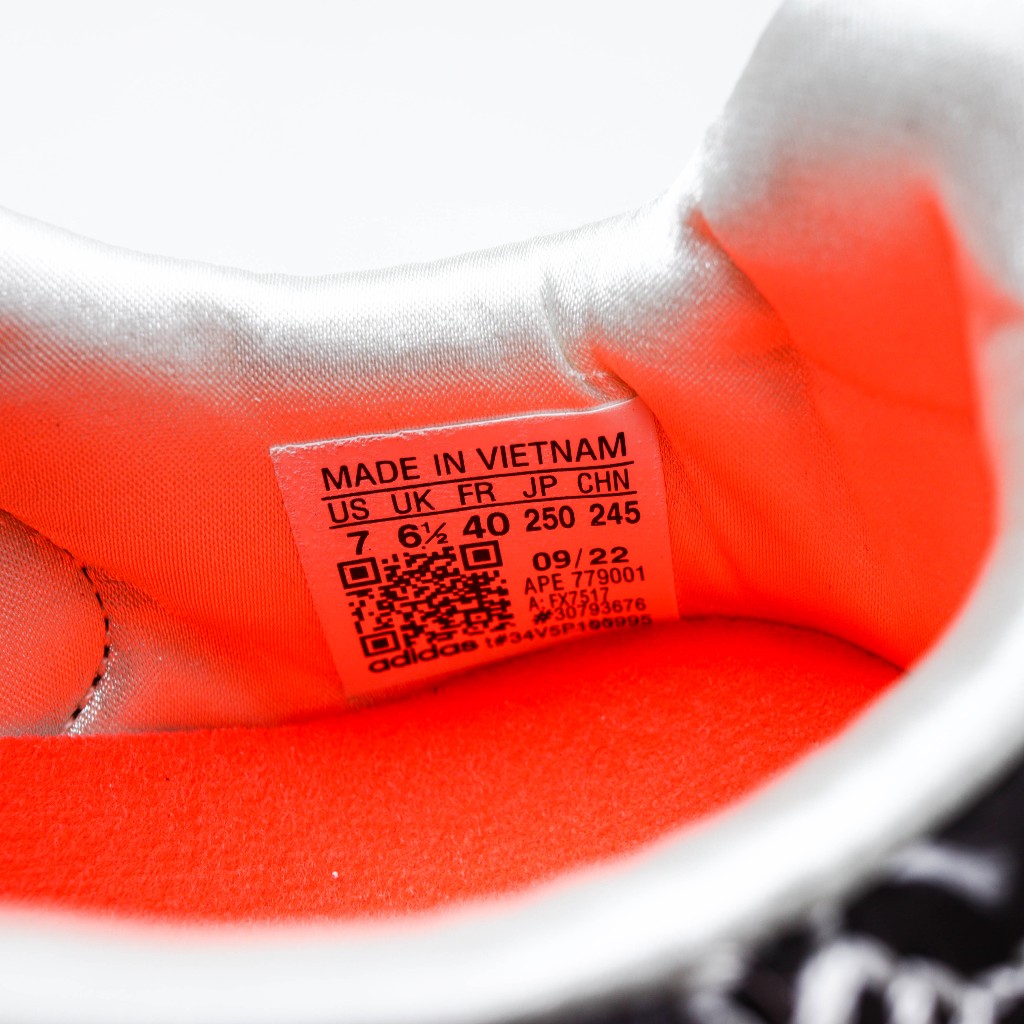 MADE IN VIETNAM
US UK FR JP CHN
7 6½ 40 250 245
09/22
APE 779001
A: FX7517
#30793676
adidas t#34V5P100995